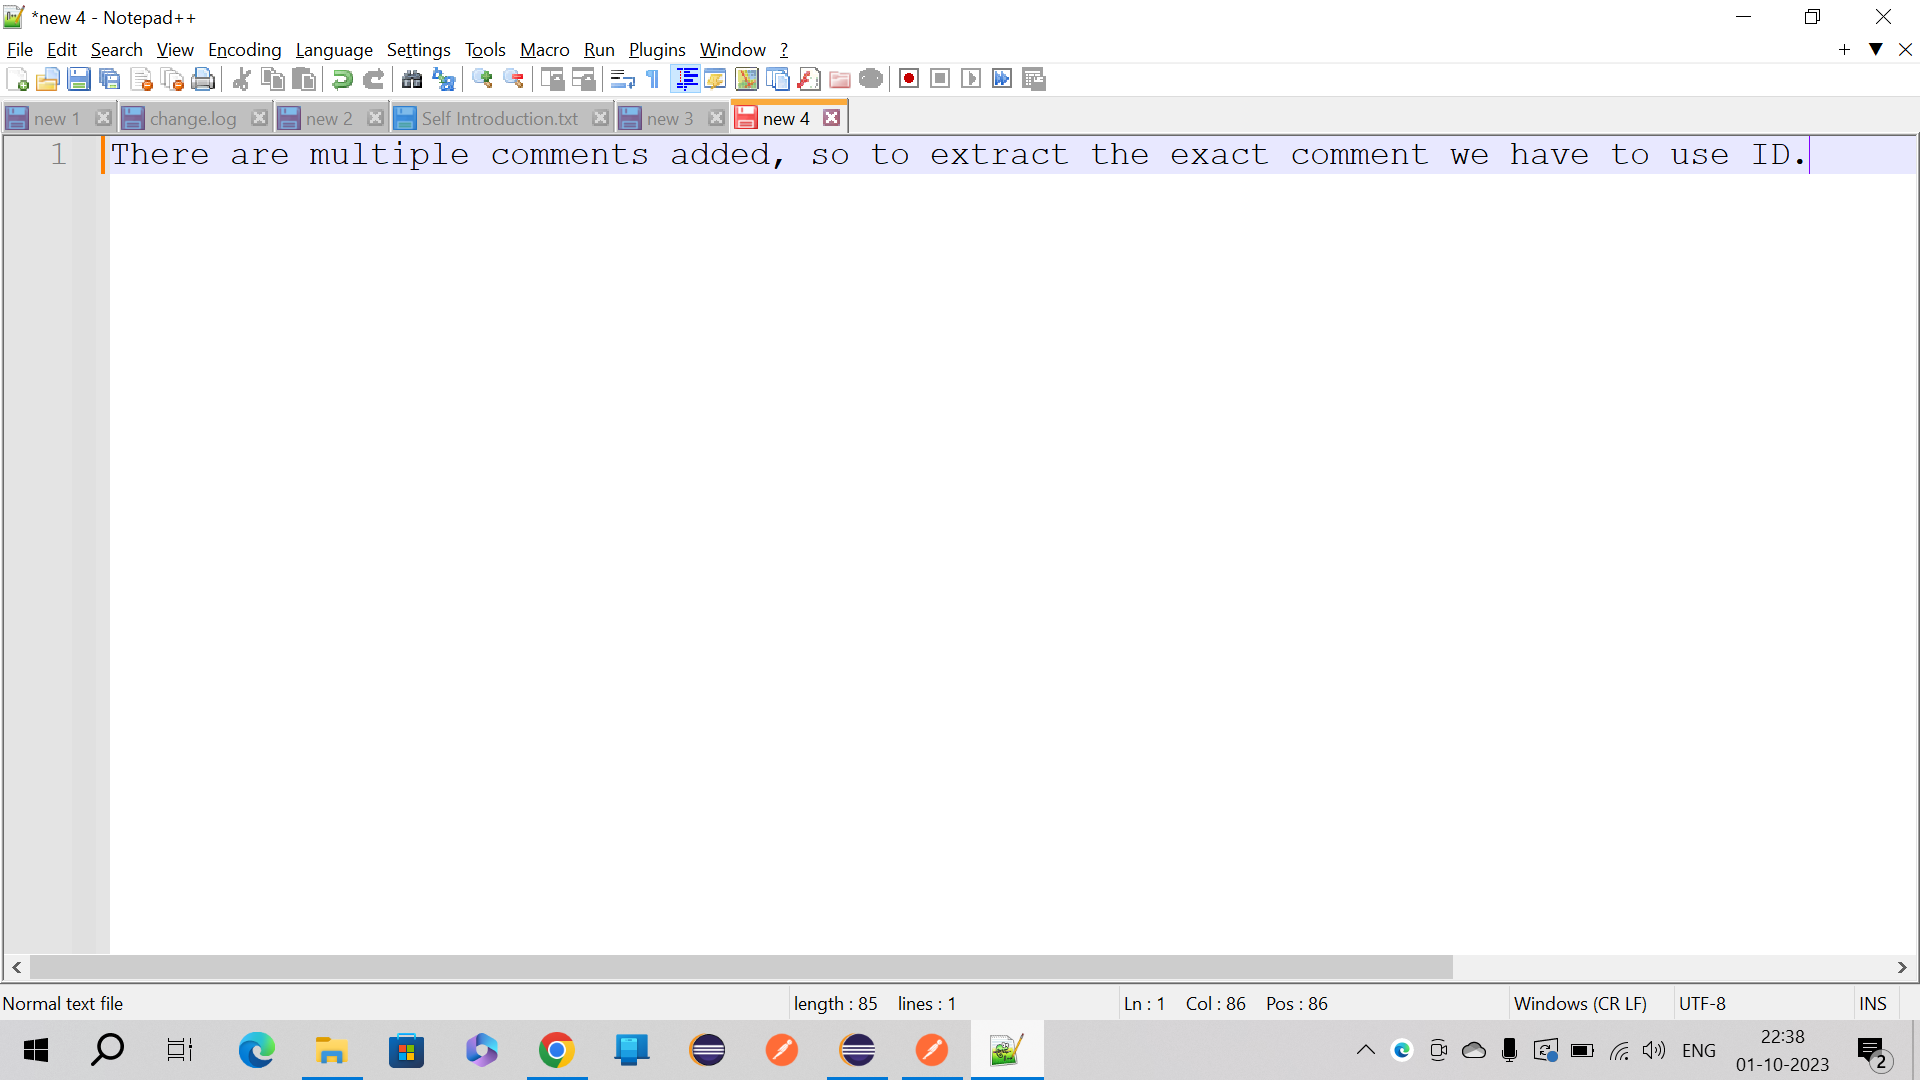 *new 4 - Notepad++
File Edit Search View Encoding Language Settings Tools Macro Run Plugins Window ?
new 1 change.log new 2 Self Introduction.txt new 3 new 4
1 There are multiple comments added, so to extract the exact comment we have to use ID.
Normal text file length : 85 lines : 1 Ln : 1 Col : 86 Pos : 86 Windows (CR LF) UTF-8 INS
ENG 22:38
01-10-2023 2